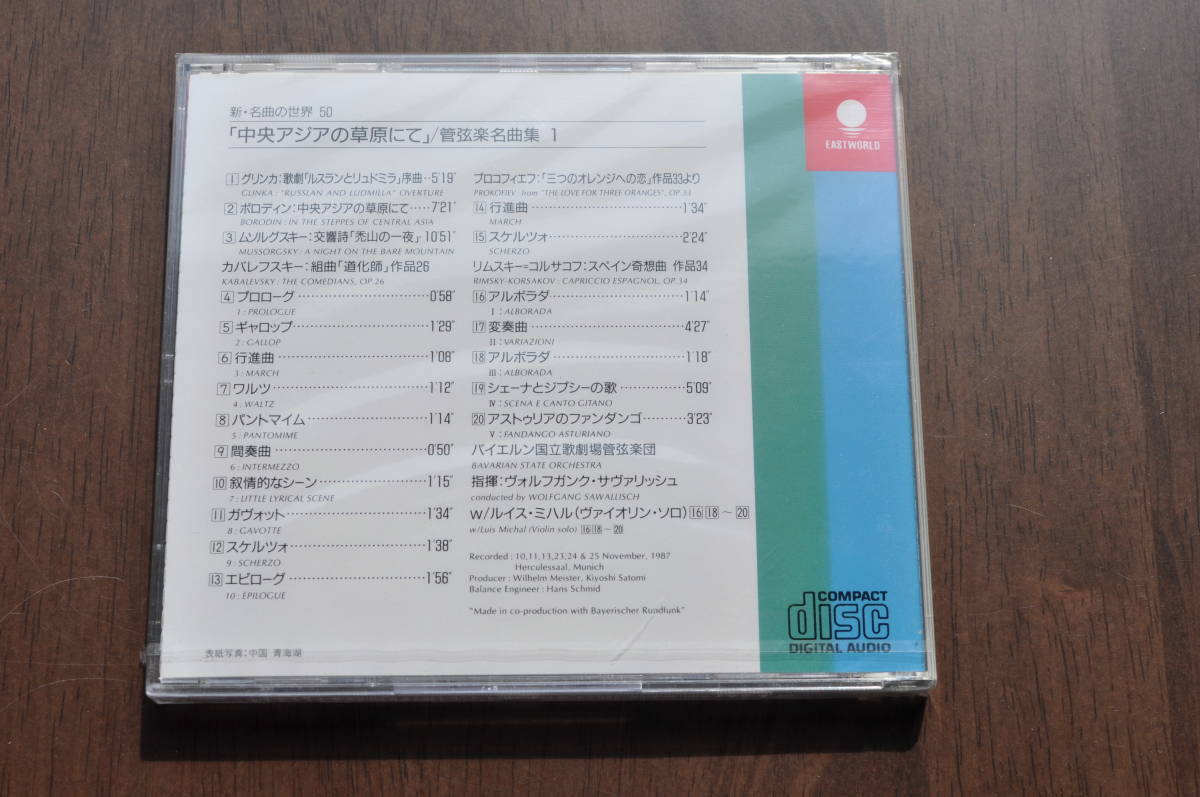 新・名曲の世界 50
「中央アジアの草原にて」/管弦楽名曲集 1
1 グリンカ:歌劇「ルスランとリュドミラ」序曲‥5'19"
GLINKA : "RUSSLAN AND LUDMILLA" OVERTURE
2 ボロディン:中央アジアの草原にて……7'21"
BORODIN : IN THE STEPPES OF CENTRAL ASIA
3 ムソルグスキー:交響詩「禿山の一夜」10'51"
MUSSORGSKY : A NIGHT ON THE BARE MOUNTAIN
カバレフスキー:組曲「道化師」作品26
KABALEVSKY : THE COMEDIANS, OP.26
4 プロローグ………0'58"
1 : PROLOGUE
5 ギャロップ………1'29"
2 : GALLOP
6 行進曲………1'08"
3 : MARCH
7 ワルツ………1'12"
4 : WALTZ
8 パントマイム………1'14"
5 : PANTOMIME
9 間奏曲………0'50"
6 : INTERMEZZO
10 叙情的なシーン………1'15"
7 : LITTLE LYRICAL SCENE
11 ガヴォット………1'34"
8 : GAVOTTE
12 スケルツォ………1'38"
9 : SCHERZO
13 エピローグ………1'56"
10 : EPILOGUE
表紙写真:中国 青海湖
プロコフィエフ:「三つのオレンジへの恋」作品33より
PROKOFIEV : from "THE LOVE FOR THREE ORANGES", OP.33
14 行進曲………1'34"
MARCH
15 スケルツォ………2'24"
SCHERZO
リムスキー=コルサコフ:スペイン奇想曲 作品34
RIMSKY-KORSAKOV : CAPRICCIO ESPAGNOL, OP.34
16 アルボラダ………1'14"
I : ALBORADA
17 変奏曲………4'27"
II : VARIAZIONI
18 アルボラダ………1'18"
III : ALBORADA
19 シェーナとジプシーの歌………5'09"
IV : SCENA E CANTO GITANO
20 アストゥリアのファンダンゴ………3'23"
V : FANDANGO ASTURIANO
バイエルン国立歌劇場管弦楽団
BAVARIAN STATE ORCHESTRA
指揮:ヴォルフガンク・サヴァリッシュ
conducted by WOLFGANG SAWALLISCH
w/ルイス・ミハル(ヴァイオリン・ソロ) 16 18〜20
w/Luis Michal (Violin solo) 16 18〜20
Recorded : 10,11,13,23,24 & 25 November, 1987
Herculessaal, Munich
Producer : Wilhelm Meister, Kiyoshi Satomi
Balance Engineer : Hans Schmid
"Made in co-production with Bayerischer Rundfunk"
EASTWORLD
COMPACT
disc
DIGITAL AUDIO